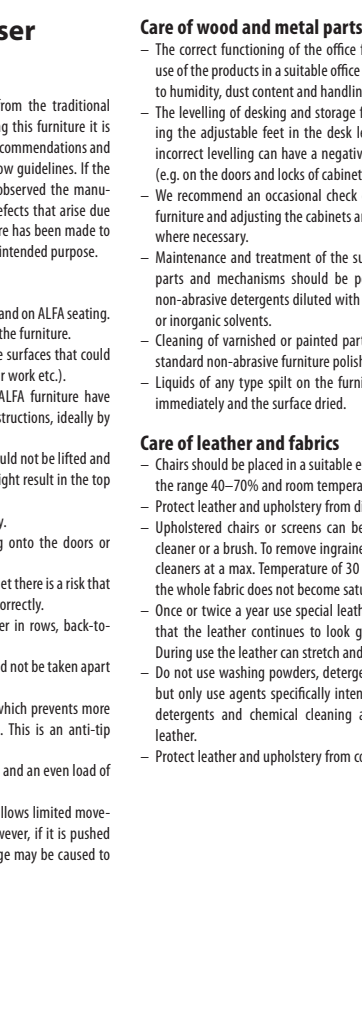 ser
from the traditional
ng this furniture it is
commendations and
ow guidelines. If the
observed the manu-
efects that arise due
re has been made to
intended purpose.
and on ALFA seating.
the furniture.
e surfaces that could
r work etc.).
ALFA furniture have
structions, ideally by
uld not be lifted and
ight result in the top
y.
g onto the doors or
et there is a risk that
orrectly.
er in rows, back-to-
d not be taken apart
which prevents more
. This is an anti-tip
and an even load of
llows limited move-
wever, if it is pushed
ge may be caused to
Care of wood and metal parts
– The correct functioning of the office f
use of the products in a suitable office
to humidity, dust content and handlin
– The levelling of desking and storage f
ing the adjustable feet in the desk le
incorrect levelling can have a negativ
(e.g. on the doors and locks of cabinet
– We recommend an occasional check
furniture and adjusting the cabinets a
where necessary.
– Maintenance and treatment of the su
parts and mechanisms should be p
non-abrasive detergents diluted with
or inorganic solvents.
– Cleaning of varnished or painted part
standard non-abrasive furniture polish
– Liquids of any type spilt on the furni
immediately and the surface dried.
Care of leather and fabrics
– Chairs should be placed in a suitable e
the range 40–70% and room tempera
– Protect leather and upholstery from di
– Upholstered chairs or screens can be
cleaner or a brush. To remove ingraine
cleaners at a max. Temperature of 30
the whole fabric does not become satu
– Once or twice a year use special leath
that the leather continues to look g
During use the leather can stretch and
– Do not use washing powders, deterge
but only use agents specifically inten
detergents and chemical cleaning a
leather.
– Protect leather and upholstery from co